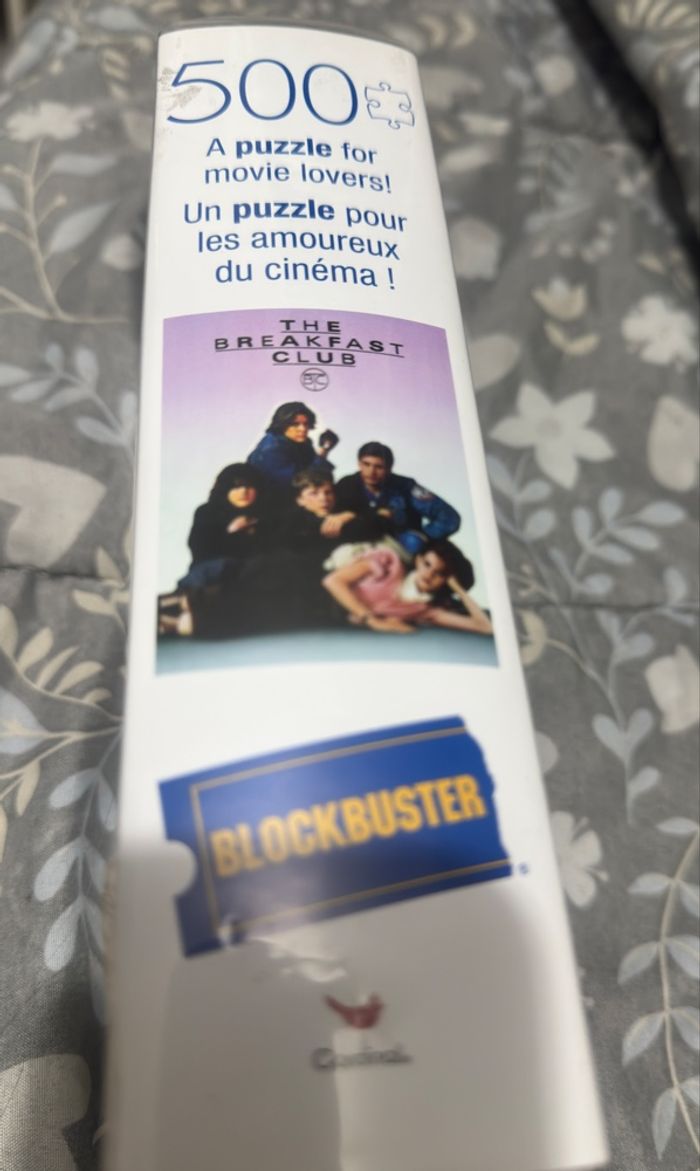 500
A puzzle for
movie lovers!
Un puzzle pour
les amoureux
du cinéma !
THE
BREAKFAST
CLUB
BLOCKBUSTER